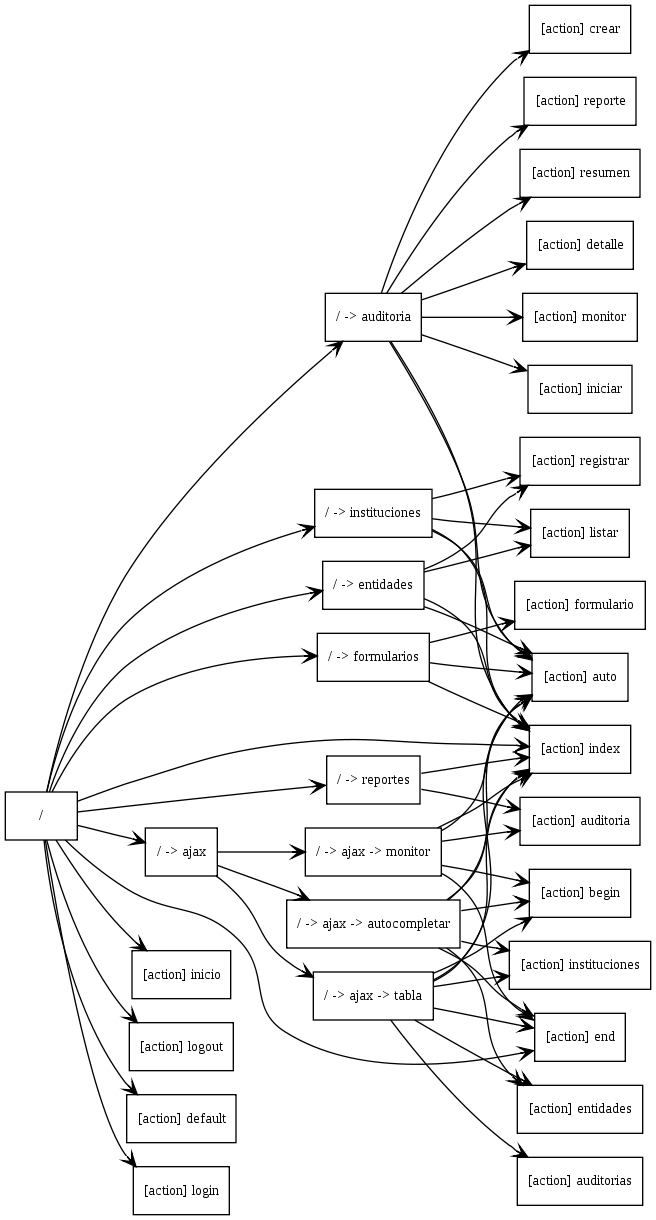 [action] crear
[action] reporte
[action] resumen
[action] detalle
/ -> auditoria
[action] monitor
[action] iniciar
[action] registrar
/ -> instituciones
[action] listar
/ -> entidades
[action] formulario
/ -> formularios
[action] auto
[action] index
/ -> reportes
/
[action] auditoria
/ -> ajax
/ -> ajax -> monitor
[action] begin
/ -> ajax -> autocompletar
[action] inicio
[action] instituciones
/ -> ajax -> tabla
[action] logout
[action] end
[action] default
[action] entidades
[action] login
[action] auditorias